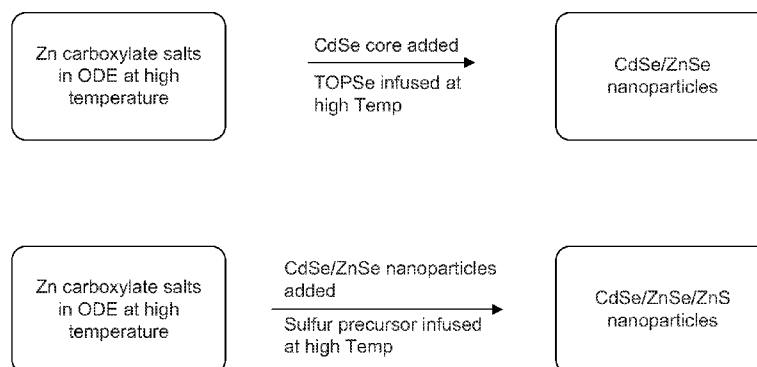 Zn carboxylate salts
in ODE at high
temperature
CdSe core added
TOPSe infused at
high Temp
CdSe/ZnSe
nanoparticles
Zn carboxylate salts
in ODE at high
temperature
CdSe/ZnSe nanoparticles
added
Sulfur precursor infused
at high Temp
CdSe/ZnSe/ZnS
nanoparticles